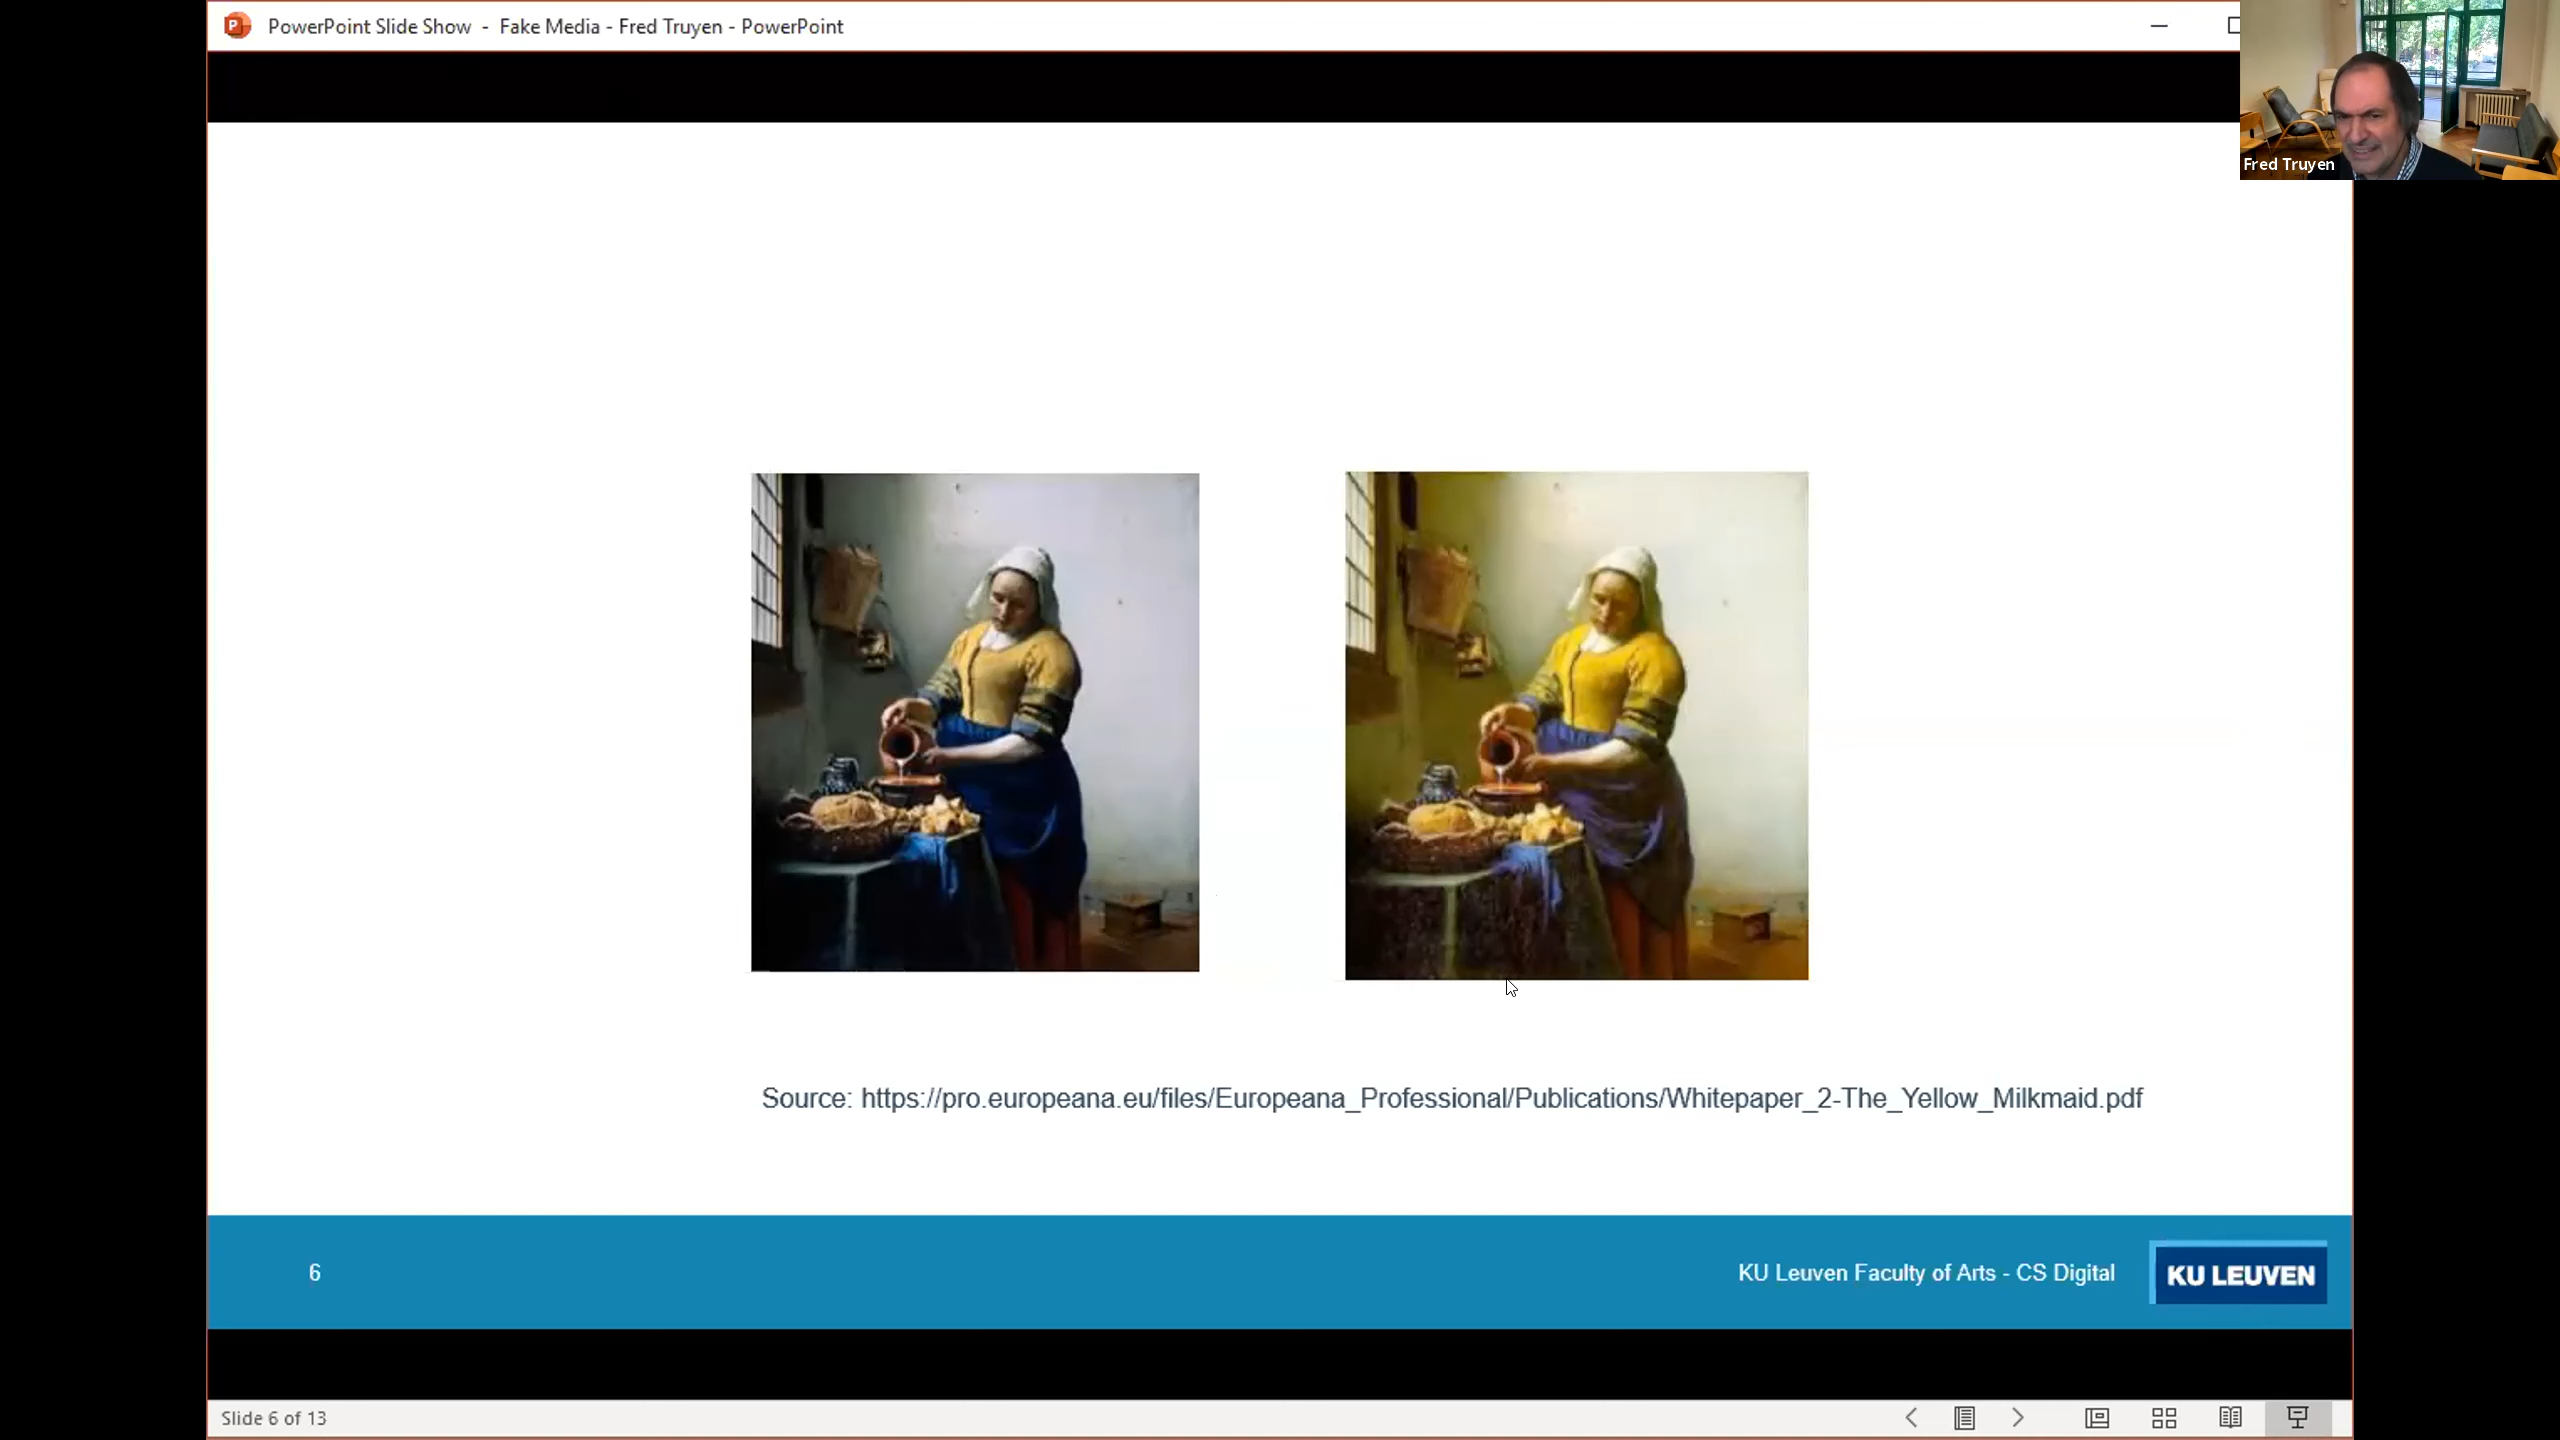 PowerPoint Slide Show - Fake Media - Fred Truyen - PowerPoint
Fred Truyen
Source: https://pro.europeana.eu/files/Europeana_Professional/Publications/Whitepaper_2-The_Yellow_Milkmaid.pdf
6
KU Leuven Faculty of Arts - CS Digital
KU LEUVEN
Slide 6 of 13